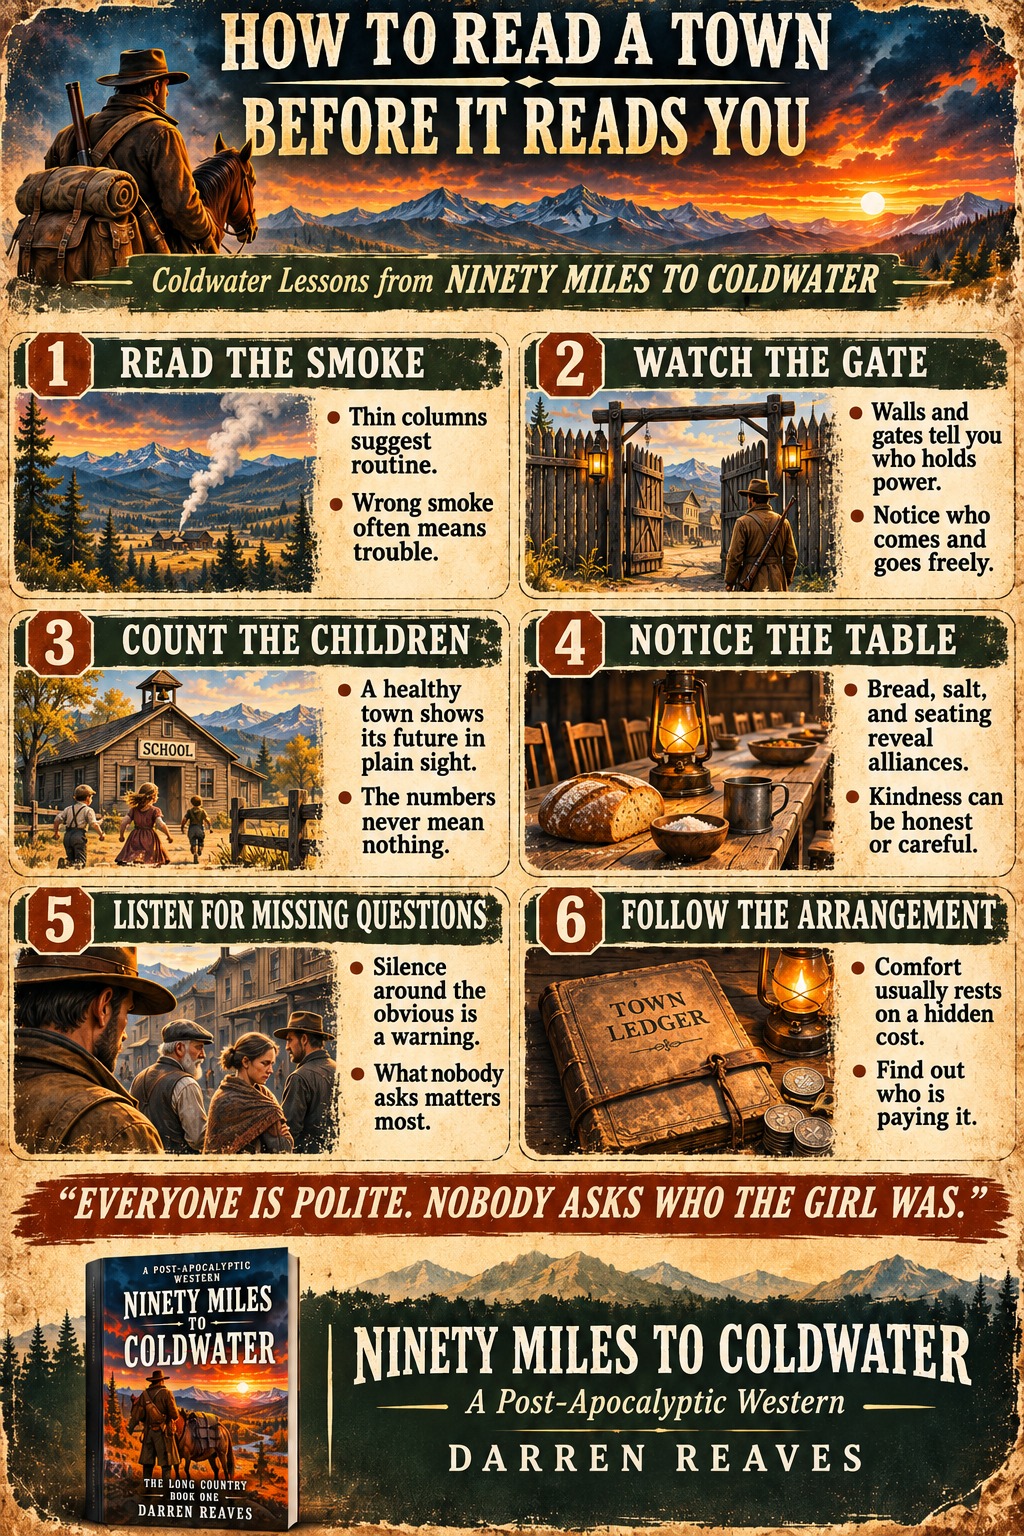 HOW TO READ A TOWN
BEFORE IT READS YOU
Coldwater Lessons from NINETY MILES TO COLDWATER
1 READ THE SMOKE
• Thin columns
suggest
routine.
• Wrong smoke
often means
trouble.
2 WATCH THE GATE
• Walls and
gates tell you
who holds
power.
• Notice who
comes and
goes freely.
3 COUNT THE CHILDREN
SCHOOL
• A healthy
town shows
its future in
plain sight.
• The numbers
never mean
nothing.
4 NOTICE THE TABLE
• Bread, salt,
and seating
reveal
alliances.
• Kindness can
be honest
or careful.
5 LISTEN FOR MISSING QUESTIONS
• Silence
around the
obvious is
a warning.
• What nobody
asks matters
most.
6 FOLLOW THE ARRANGEMENT
TOWN
LEDGER
• Comfort
usually rests
on a hidden
cost.
• Find out
who is
paying it.
“EVERYONE IS POLITE. NOBODY ASKS WHO THE GIRL WAS.”
A POST-APOCALYPTIC
WESTERN
NINETY MILES
TO
COLDWATER
THE LONG COUNTRY
BOOK ONE
DARREN REAVES
NINETY MILES TO COLDWATER
A Post-Apocalyptic Western
DARREN REAVES